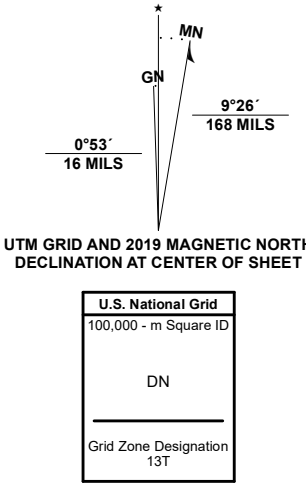 MN
GN
9°26´
168 MILS
0°53´
16 MILS
UTM GRID AND 2019 MAGNETIC NORTH
DECLINATION AT CENTER OF SHEET
U.S. National Grid
100,000 - m Square ID
DN
Grid Zone Designation
13T